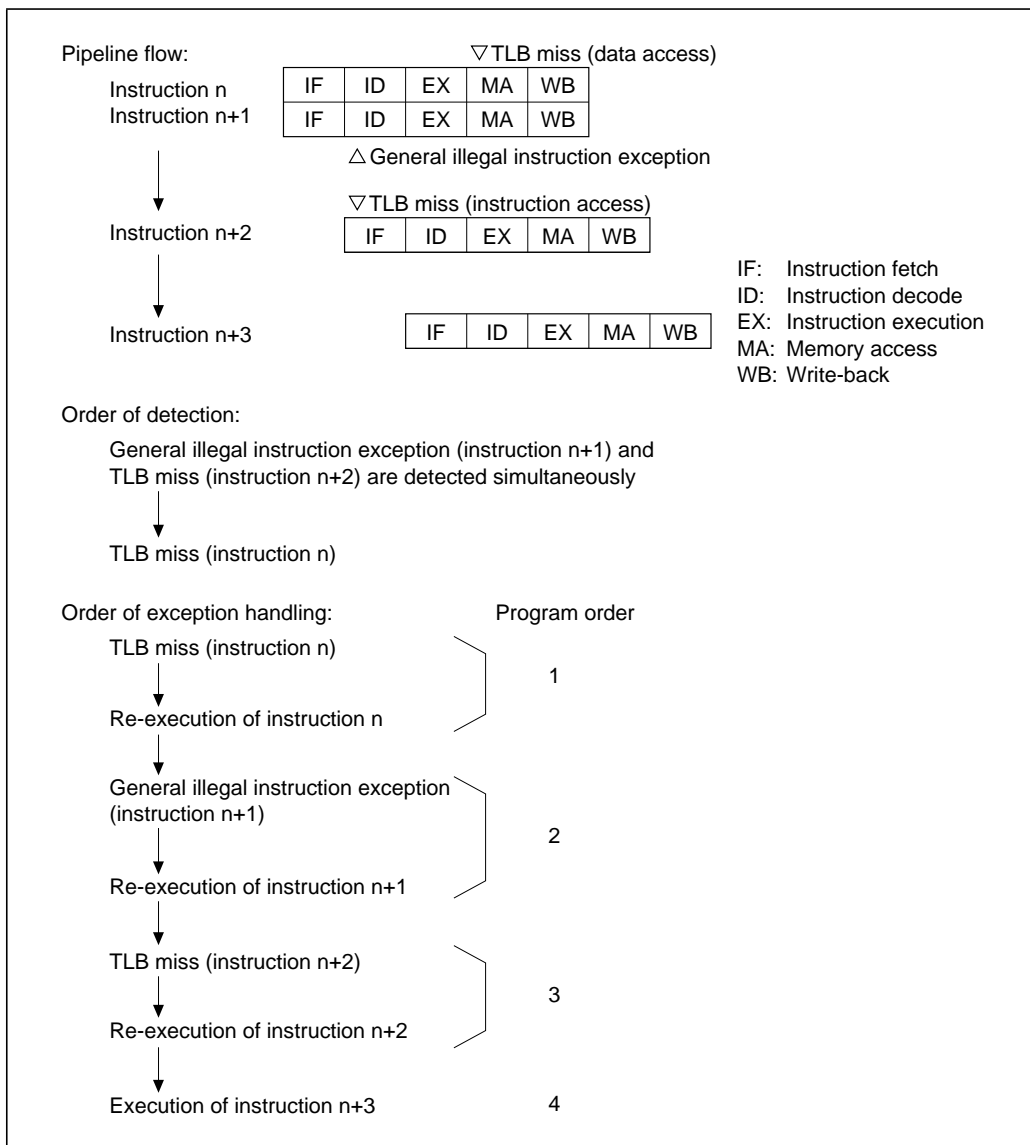 Pipeline flow:
▽TLB miss (data access)
Instruction n
IF ID EX MA WB
Instruction n+1
IF ID EX MA WB
△General illegal instruction exception
▽TLB miss (instruction access)
Instruction n+2
IF ID EX MA WB
Instruction n+3
IF ID EX MA WB
IF: Instruction fetch
ID: Instruction decode
EX: Instruction execution
MA: Memory access
WB: Write-back
Order of detection:
General illegal instruction exception (instruction n+1) and
TLB miss (instruction n+2) are detected simultaneously
TLB miss (instruction n)
Order of exception handling:
Program order
TLB miss (instruction n)
1
Re-execution of instruction n
General illegal instruction exception
(instruction n+1)
2
Re-execution of instruction n+1
TLB miss (instruction n+2)
3
Re-execution of instruction n+2
Execution of instruction n+3
4